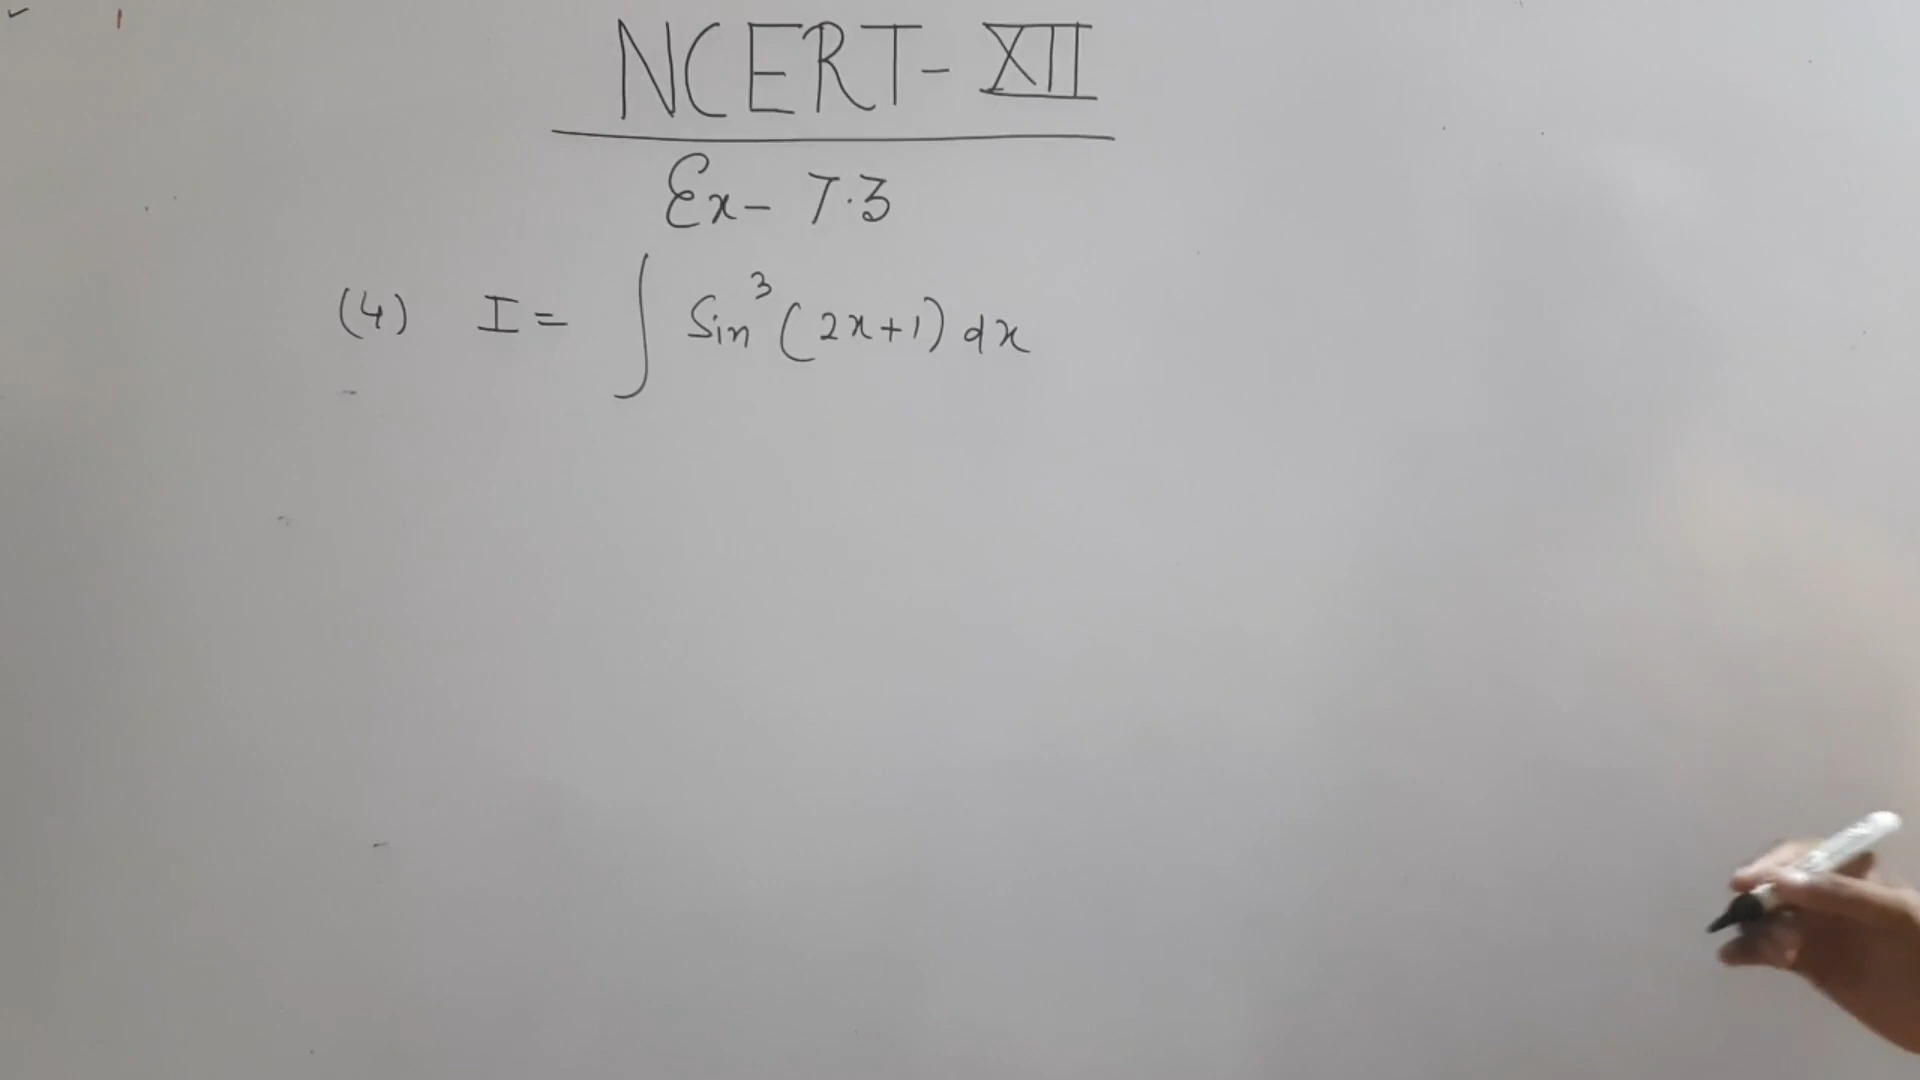 NCERT - XII
Ex - 7.3
(4) I = ∫ Sin³ (2x+1) dx